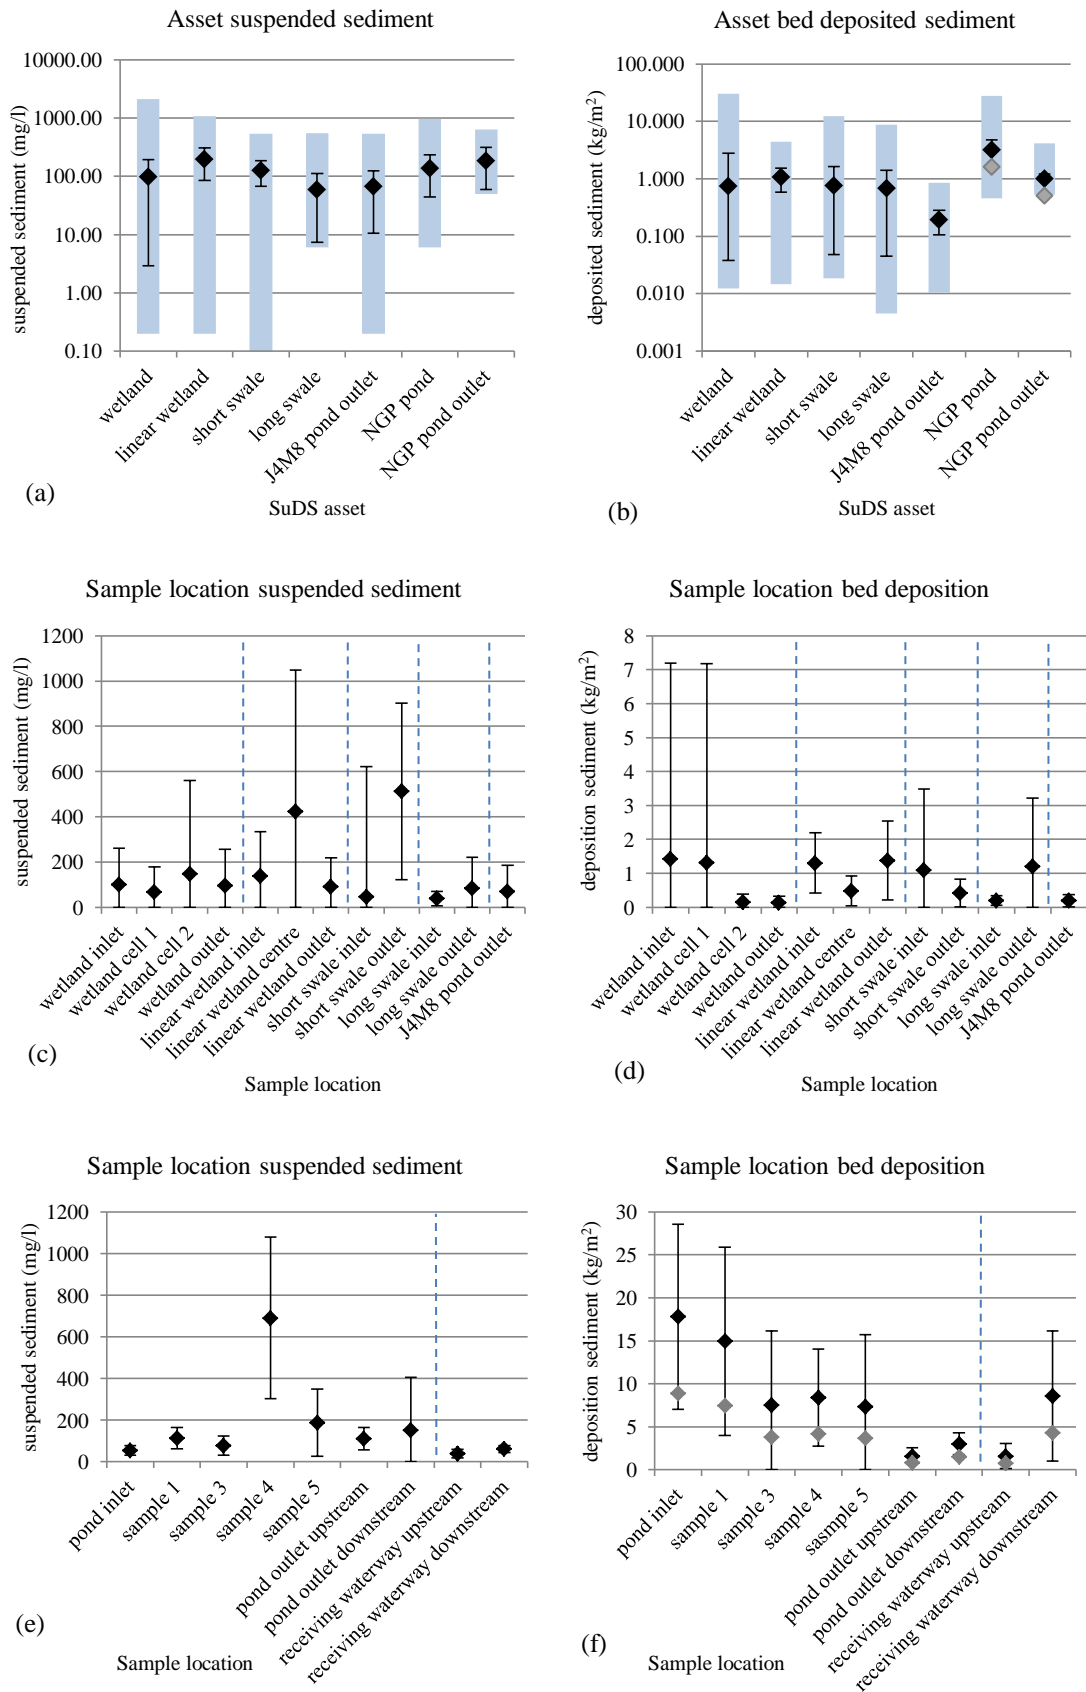 Asset suspended sediment
suspended sediment (mg/l)
10000.00
1000.00
100.00
10.00
1.00
0.10
wetland
linear wetland
short swale
long swale
J4M8 pond outlet
NGP pond
NGP pond outlet
(a)
SuDS asset
Asset bed deposited sediment
deposited sediment (kg/m²)
100.000
10.000
1.000
0.100
0.010
0.001
wetland
linear wetland
short swale
long swale
J4M8 pond outlet
NGP pond
NGP pond outlet
(b)
SuDS asset
Sample location suspended sediment
suspended sediment (mg/l)
1200
1000
800
600
400
200
0
wetland inlet
wetland cell 1
wetland cell 2
wetland outlet
linear wetland inlet
linear wetland centre
linear wetland outlet
short swale inlet
short swale outlet
long swale inlet
long swale outlet
J4M8 pond outlet
(c)
Sample location
Sample location bed deposition
deposition sediment (kg/m²)
8
7
6
5
4
3
2
1
0
wetland inlet
wetland cell 1
wetland cell 2
wetland outlet
linear wetland inlet
linear wetland centre
linear wetland outlet
short swale inlet
short swale outlet
long swale inlet
long swale outlet
J4M8 pond outlet
(d)
Sample location
Sample location suspended sediment
suspended sediment (mg/l)
1200
1000
800
600
400
200
0
pond inlet
sample 1
sample 3
sample 4
sample 5
pond outlet upstream
pond outlet downstream
receiving waterway upstream
receiving waterway downstream
(e)
Sample location
Sample location bed deposition
deposition sediment (kg/m²)
30
25
20
15
10
5
0
pond inlet
sample 1
sample 3
sample 4
sasmple 5
pond outlet upstream
pond outlet downstream
receiving waterway upstream
receiving waterway downstream
(f)
Sample location